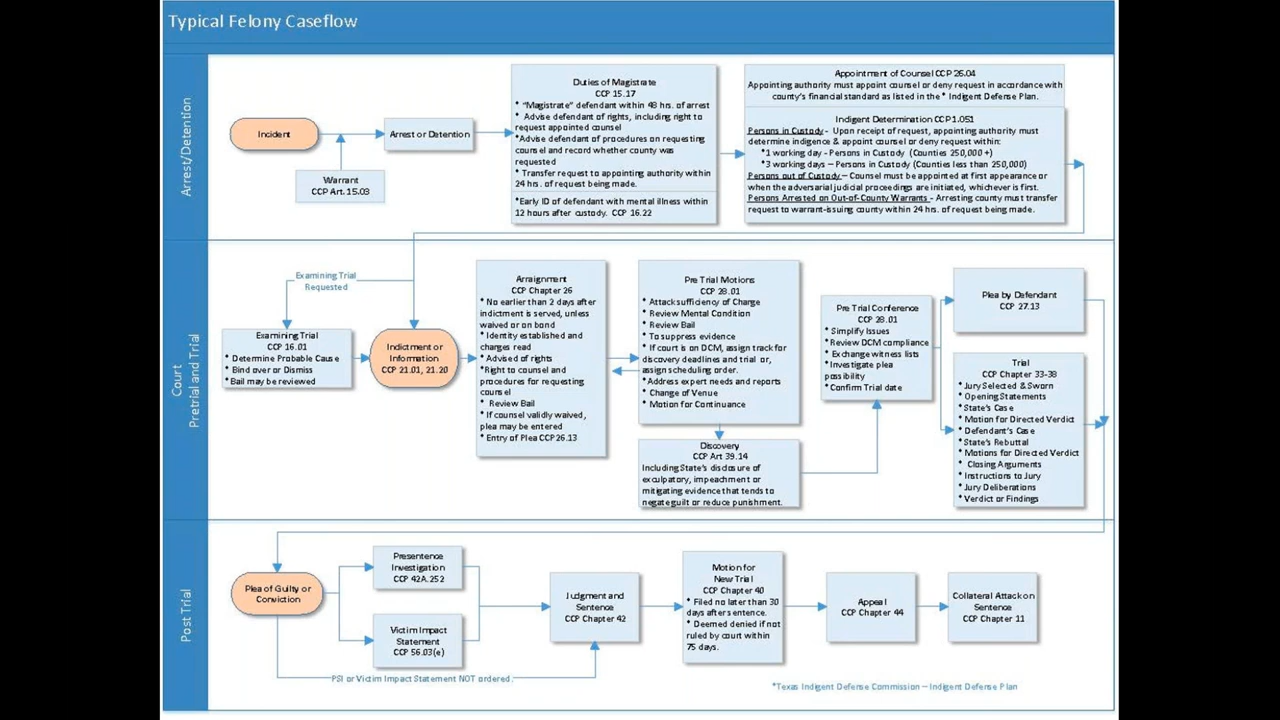 Typical Felony Caseflow
Arrest/Detention
Incident
Warrant
CCP Art. 15.03
Arrest or Detention
Duties of Magistrate
CCP 15.17
* "Magistrate" defendant within 48 hrs. of arrest
* Advise defendant of rights, including right to
request appointed counsel
*Advise defendant of procedures on requesting
counsel and record whether county was
requested
* Transfer request to appointing authority within
24 hrs. of request being made.
*Early ID of defendant with mental illness within
12 hours after custody. CCP 16.22
Appointment of Counsel CCP 26.04
Appointing authority must appoint counsel or deny request in accordance with
county's financial standard as listed in the * Indigent Defense Plan.
Indigent Determination CCP 1.051
Persons in Custody - Upon receipt of request, appointing authority must
determine indigence & appoint counsel or deny request within:
*1 working day - Persons in Custody (Counties 250,000 +)
*3 working days – Persons in Custody (Counties less than 250,000)
Persons out of Custody – Counsel must be appointed at first appearance or
when the adversarial judicial proceedings are initiated, whichever is first.
Persons Arrested on Out-of-County Warrants - Arresting county must transfer
request to warrant-issuing county within 24 hrs. of request being made.
Court
Pretrial and Trial
Examining Trial
Requested
Examining Trial
CCP 16.01
* Determine Probable Cause
* Bind over or Dismiss
* Bail may be reviewed
Indictment or
Information
CCP 21.01, 21.20
Arraignment
CCP Chapter 26
* No earlier than 2 days after
indictment is served, unless
waived or on bond
* Identity established and
charges read
* Advised of rights
*Right to counsel and
procedures for requesting
counsel
* Review Bail
* If counsel validly waived,
plea may be entered
* Entry of Plea CCP 26.13
Pre Trial Motions
CCP 28.01
* Attack sufficiency of Charge
* Review Mental Condition
* Review Bail
* To suppress evidence
* If court is on DCM, assign track for
discovery deadlines and trial or,
assign scheduling order.
*Address expert needs and reports
* Change of Venue
* Motion for Continuance
Discovery
CCP Art 39.14
Including State's disclosure of
exculpatory, impeachment or
mitigating evidence that tends to
negate guilt or reduce punishment.
Pre Trial Conference
CCP 28.01
* Simplify Issues
* Review DCM compliance
* Exchange witness lists
*Investigate plea
possibility
* Confirm Trial date
Plea by Defendant
CCP 27.13
Trial
CCP Chapter 33-38
* Jury Selected & Sworn
* Opening Statements
* State's Case
* Motion for Directed Verdict
* Defendant's Case
* State's Rebuttal
* Motions for Directed Verdict
* Closing Arguments
* Instructions to Jury
* Jury Deliberations
* Verdict or Findings
Post Trial
Plea of Guilty or
Conviction
Presentence
Investigation
CCP 42A.252
Victim Impact
Statement
CCP 56.03(e)
PSI or Victim Impact Statement NOT ordered.
Judgment and
Sentence
CCP Chapter 42
Motion for
New Trial
CCP Chapter 40
* Filed no later than 30
days after sentence.
* Deemed denied if not
ruled by court within
75 days.
Appeal
CCP Chapter 44
Collateral Attack on
Sentence
CCP Chapter 11
*Texas Indigent Defense Commission – Indigent Defense Plan